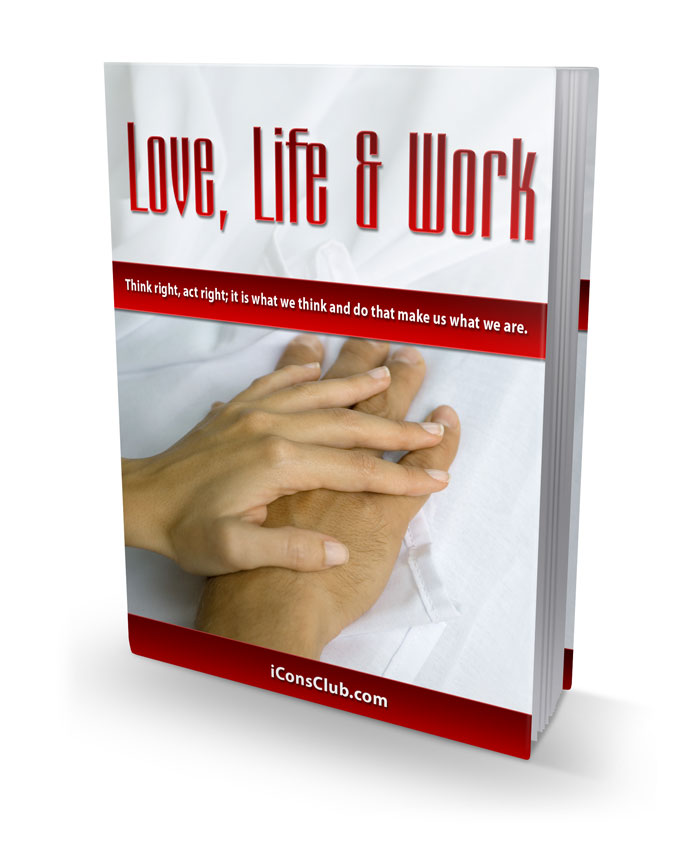 Love, Life & Work
Think right, act right; it is what we think and do that make us what we are.
iConsClub.com